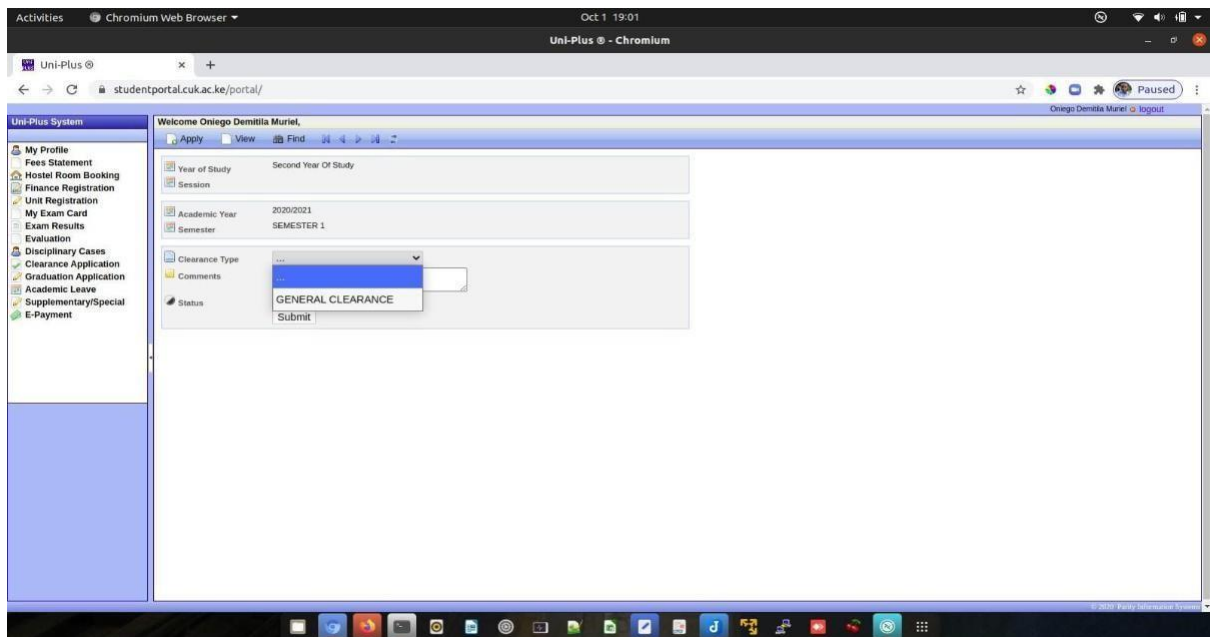 Activities Chromium Web Browser Oct 1 19:01
Uni-Plus ® - Chromium
Uni-Plus ®
studentportal.cuk.ac.ke/portal/ Paused
Oniego Demitila Muriel logout
Uni-Plus System
Welcome Oniego Demitila Muriel,
Apply View Find
My Profile
Fees Statement
Hostel Room Booking
Finance Registration
Unit Registration
My Exam Card
Exam Results
Evaluation
Disciplinary Cases
Clearance Application
Graduation Application
Academic Leave
Supplementary/Special
E-Payment
Year of Study Second Year Of Study
Session
Academic Year 2020/2021
Semester SEMESTER 1
Clearance Type ...
Comments ...
Status GENERAL CLEARANCE
Submit
© 2020 Parity Information Systems